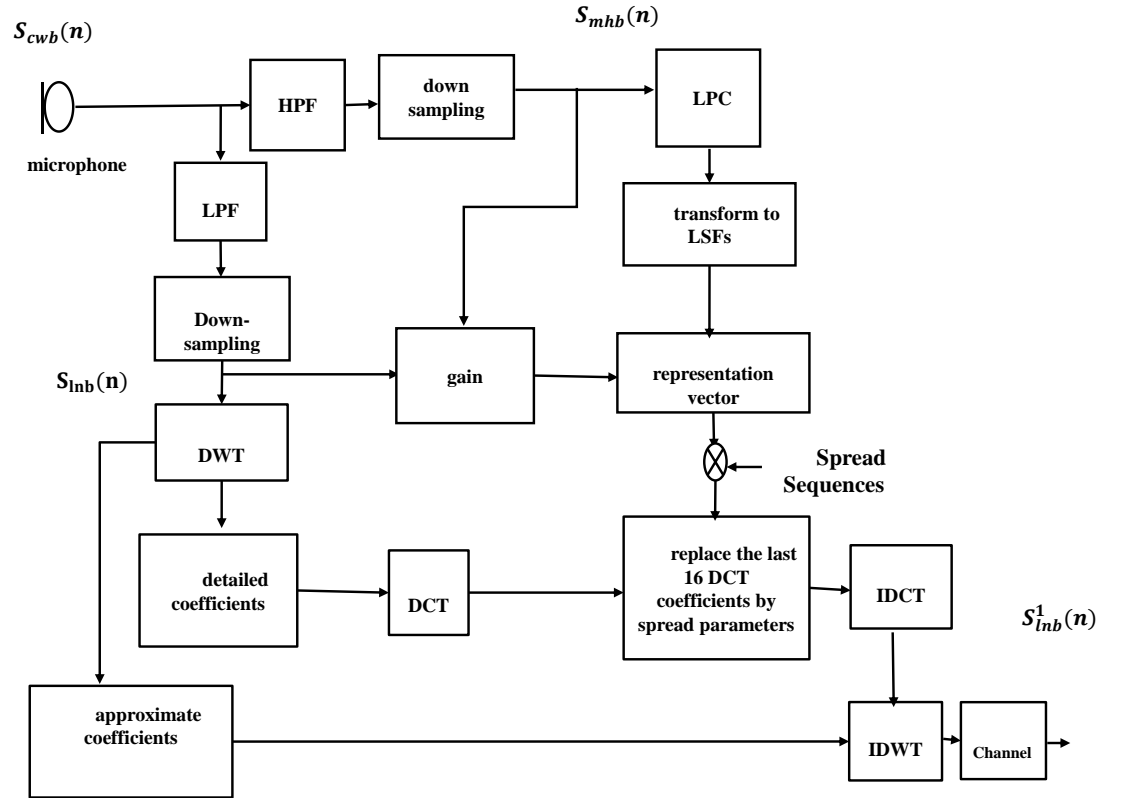 S_cwb(n)
S_mhb(n)
microphone
HPF
down
sampling
LPC
LPF
transform to
LSFs
Down-
sampling
S_lnb(n)
gain
representation
vector
DWT
Spread
Sequences
detailed
coefficients
DCT
replace the last
16 DCT
coefficients by
spread parameters
IDCT
S^1_lnb(n)
approximate
coefficients
IDWT
Channel